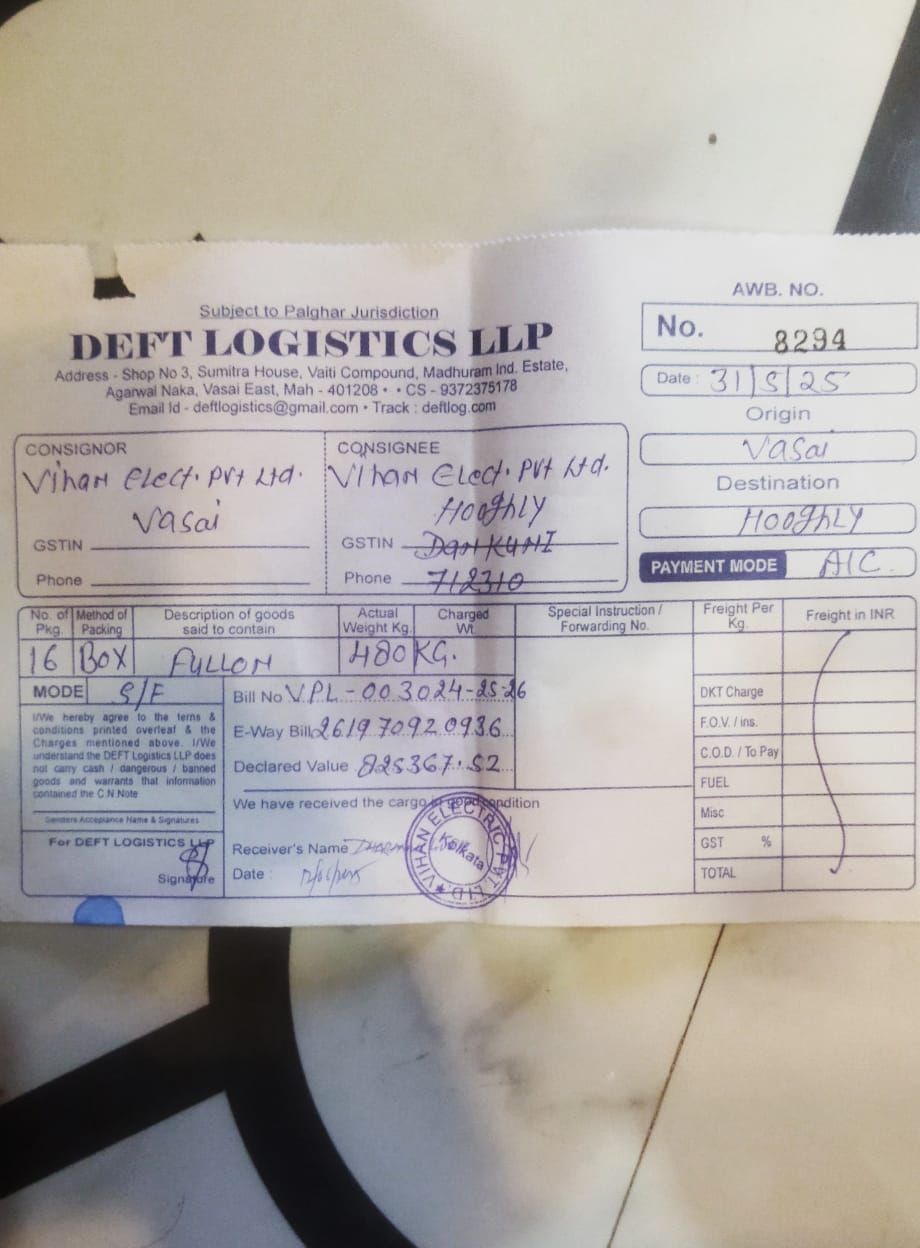 Subject to Palghar Jurisdiction
DEFT LOGISTICS LLP
Address - Shop No 3, Sumitra House, Vaiti Compound, Madhuram Ind. Estate,
Agarwal Naka, Vasai East, Mah - 401208 • • CS - 9372375178
Email Id - deftlogistics@gmail.com • Track : deftlog.com
AWB. NO.
No. 8294
Date : 31/5/25
Origin
Vasai
Destination
HOOGHLY
PAYMENT MODE A/C.
CONSIGNOR
Vihan Elect. Pvt Ltd.
Vasai
GSTIN
Phone
CONSIGNEE
Vihan Elect. Pvt Ltd.
HOOGHLY
GSTIN DANKUNI
Phone 712310
No. of Pkg. Method of Packing Description of goods said to contain Actual Weight Kg. Charged Wt. Special Instruction / Forwarding No. Freight Per Kg. Freight in INR
16 BOX FULLON 480 KG.
MODE S/F
I/We hereby agree to the terns &
conditions printed overleaf & the
Charges mentioned above. I/We
understand the DEFT Logistics LLP does
not carry cash / dangerous / banned
goods and warrants that information
contained the C.N Note
Senders Acceptance Name & Signatures
For DEFT LOGISTICS LLP
Signature
Bill No V.P.L-003024-25-26
E-Way Bill 261970920936
Declared Value 825367.52
We have received the cargo in good condition
Receiver's Name
Date :
VIHAN ELECTRIC PVT. LTD. ★
Kolkata
DKT Charge
F.O.V. / ins.
C.O.D. / To Pay
FUEL
Misc
GST %
TOTAL